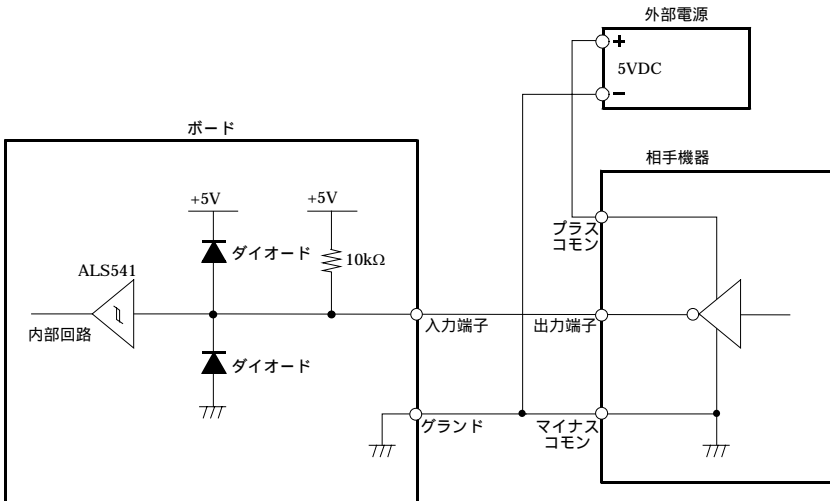 外部電源
+
5VDC
−
ボード
相手機器
+5V
+5V
プラス
コモン
ダイオード
10kΩ
ALS541
内部回路
入力端子
出力端子
ダイオード
グランド
マイナス
コモン